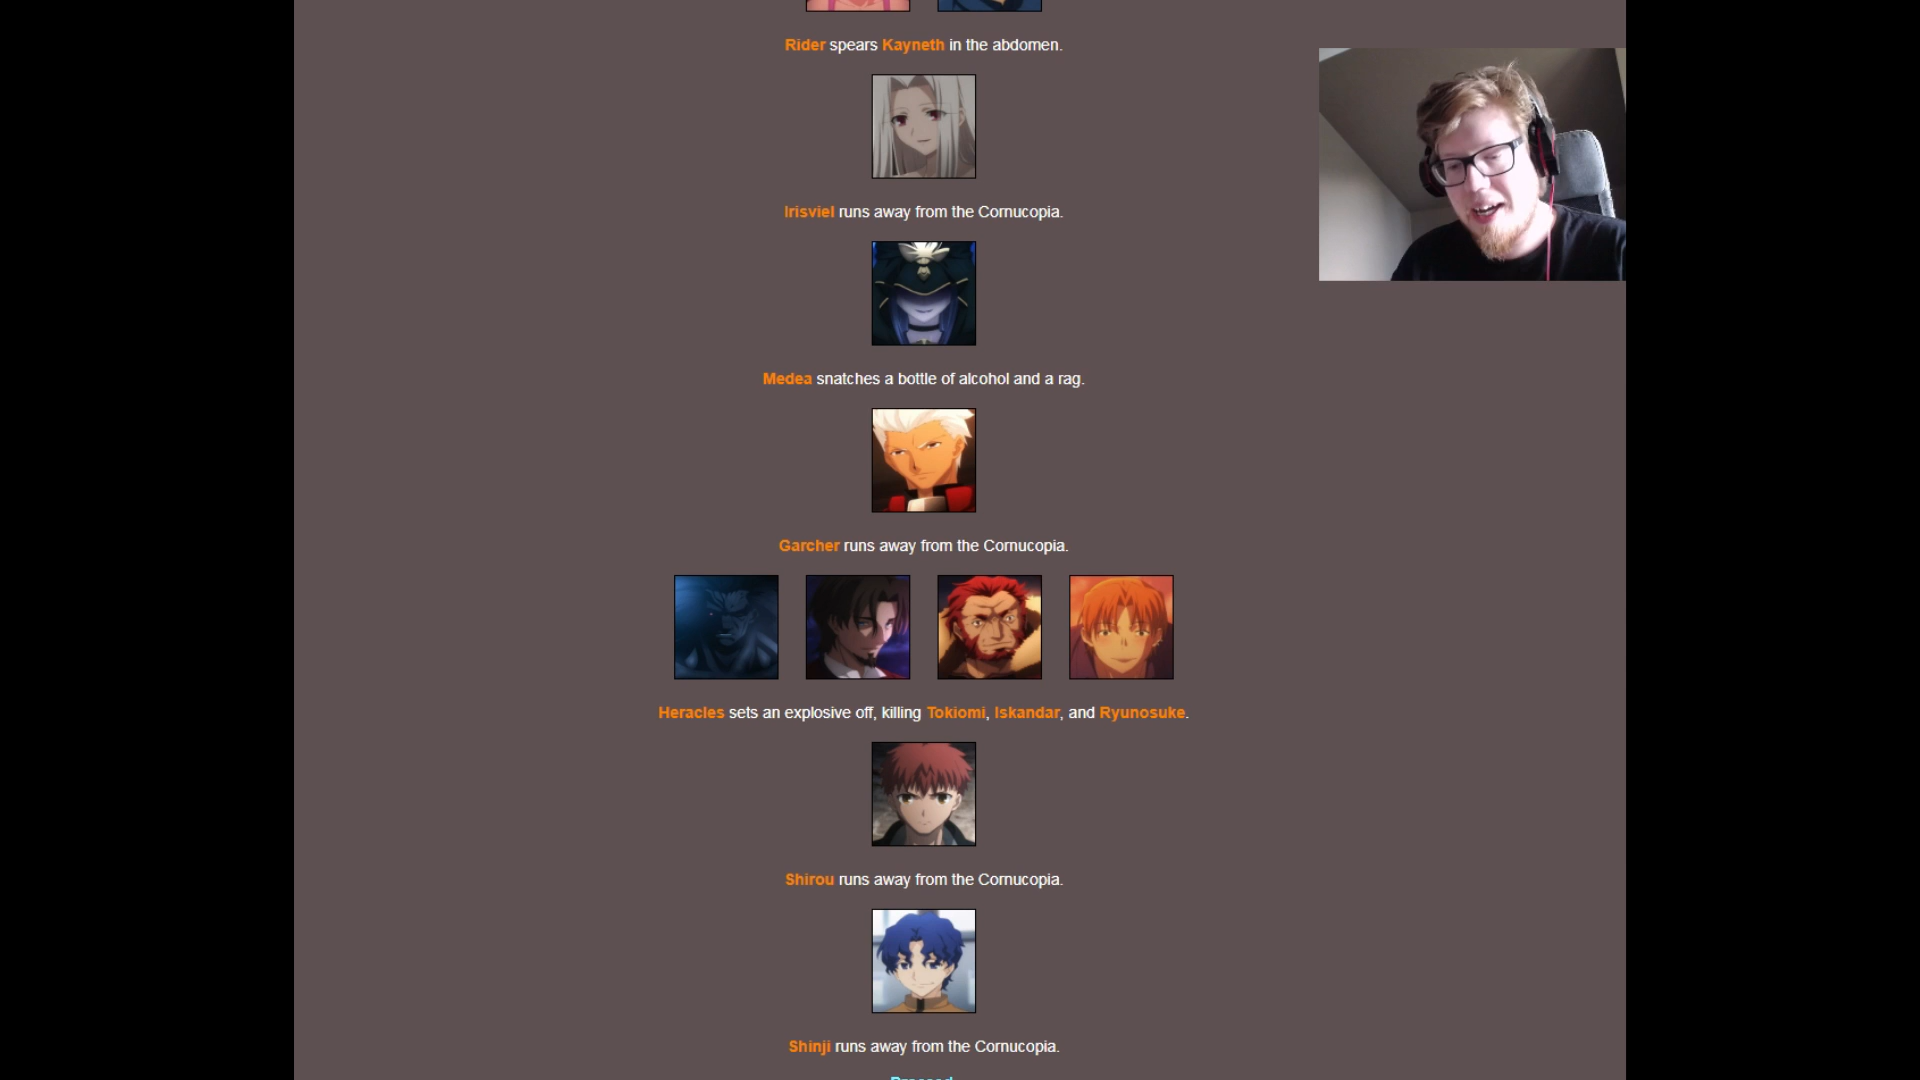 Rider spears Kayneth in the abdomen.
Irisviel runs away from the Cornucopia.
Medea snatches a bottle of alcohol and a rag.
Garcher runs away from the Cornucopia.
Heracles sets an explosive off, killing Tokiomi, Iskandar, and Ryunosuke.
Shirou runs away from the Cornucopia.
Shinji runs away from the Cornucopia.
Proceed